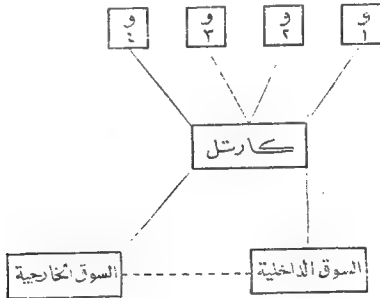 و ١
و ٢
و ٣
و ٤
كارتل
السوق الداخلية
السوق الخارجية